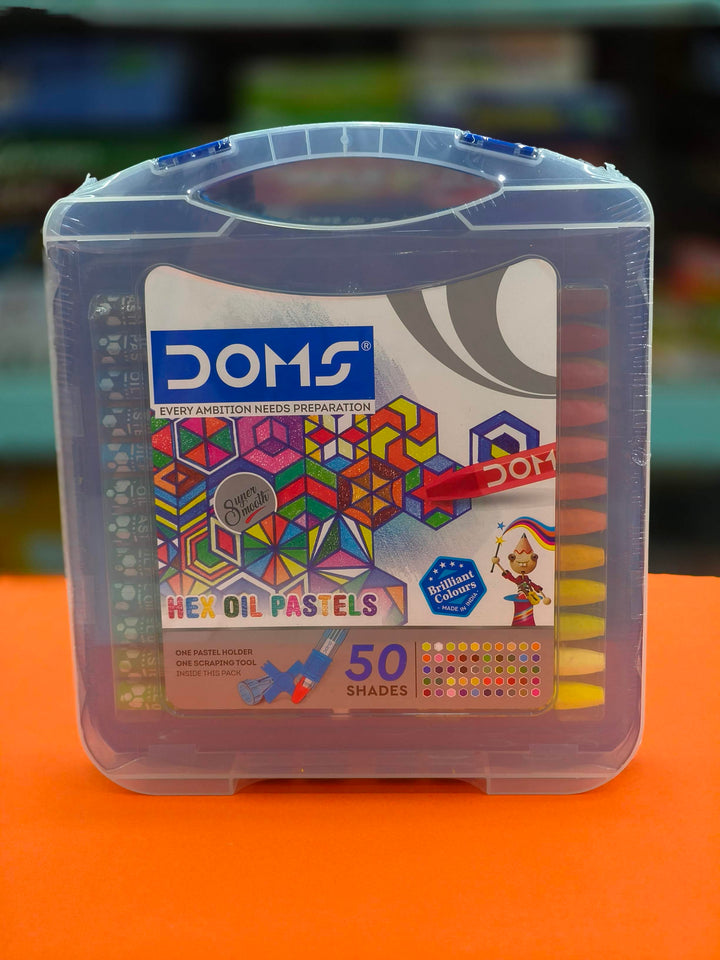 DOMS®
EVERY AMBITION NEEDS PREPARATION
DOM
Super
Smooth
Brilliant
Colours
- MADE IN INDIA -
HEX OIL PASTELS
ONE PASTEL HOLDER
ONE SCRAPING TOOL
INSIDE THIS PACK
50
SHADES